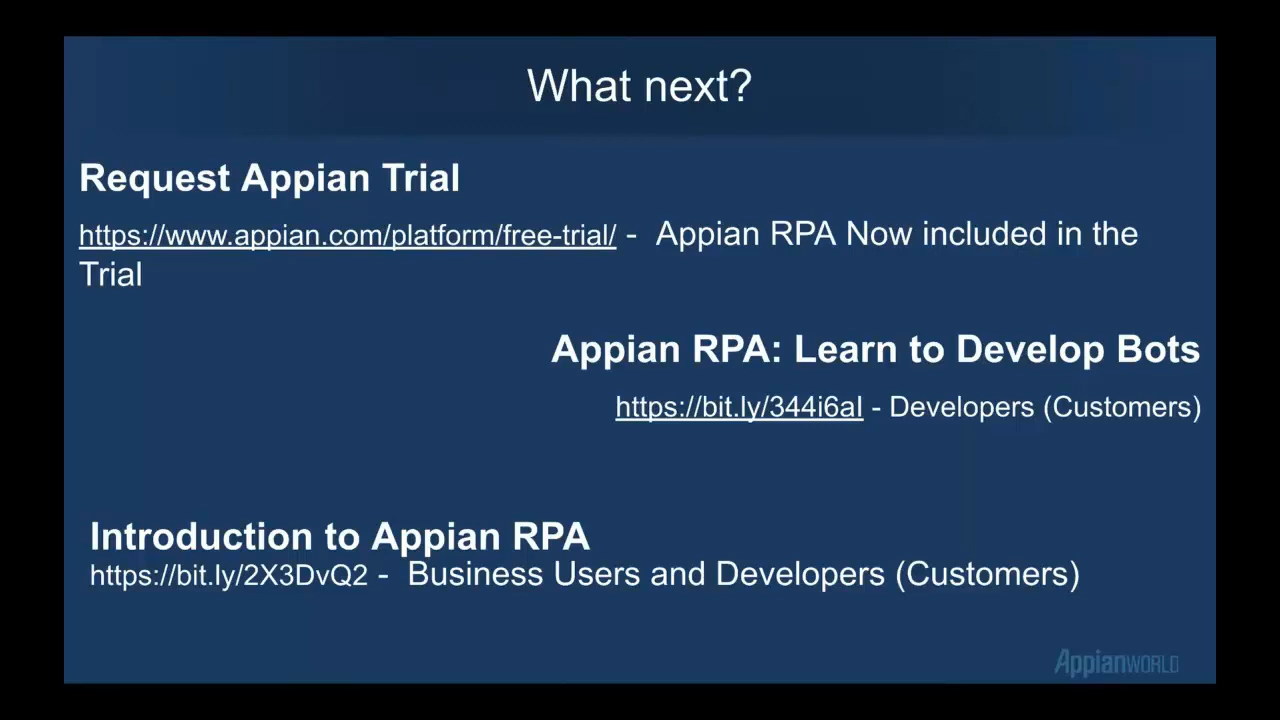 What next?
Request Appian Trial
https://www.appian.com/platform/free-trial/ - Appian RPA Now included in the
Trial
Appian RPA: Learn to Develop Bots
https://bit.ly/344i6aI - Developers (Customers)
Introduction to Appian RPA
https://bit.ly/2X3DvQ2 - Business Users and Developers (Customers)
AppianWORLD